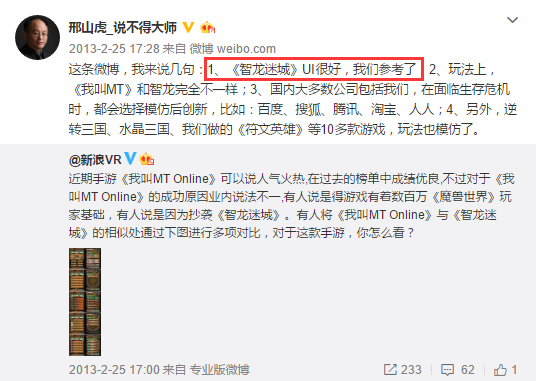 邢山虎_说不得大师
2013-2-25 17:28 来自 微博 weibo.com
这条微博，我来说几句：1、《智龙迷城》UI很好，我们参考了 2、玩法上，
《我叫MT》和智龙完全不一样；3、国内大多数公司包括我们，在面临生存危机
时，都会选择模仿后创新，比如：百度、搜狐、腾讯、淘宝、人人；4、另外，逆
转三国、水晶三国、我们做的《符文英雄》等10多款游戏，玩法也模仿了。
@新浪VR
近期手游《我叫MT Online》可以说人气火热,在过去的榜单中成绩优良,不过对于《我
叫MT Online》的成功原因业内说法不一,有人说是得游戏有着数百万《魔兽世界》玩
家基础，有人说是因为抄袭《智龙迷城》。有人将《我叫MT Online》与《智龙迷
城》的相似处通过下图进行多项对比，对于这款手游，你怎么看？
2013-2-25 17:00 来自 专业版微博
233 62 1